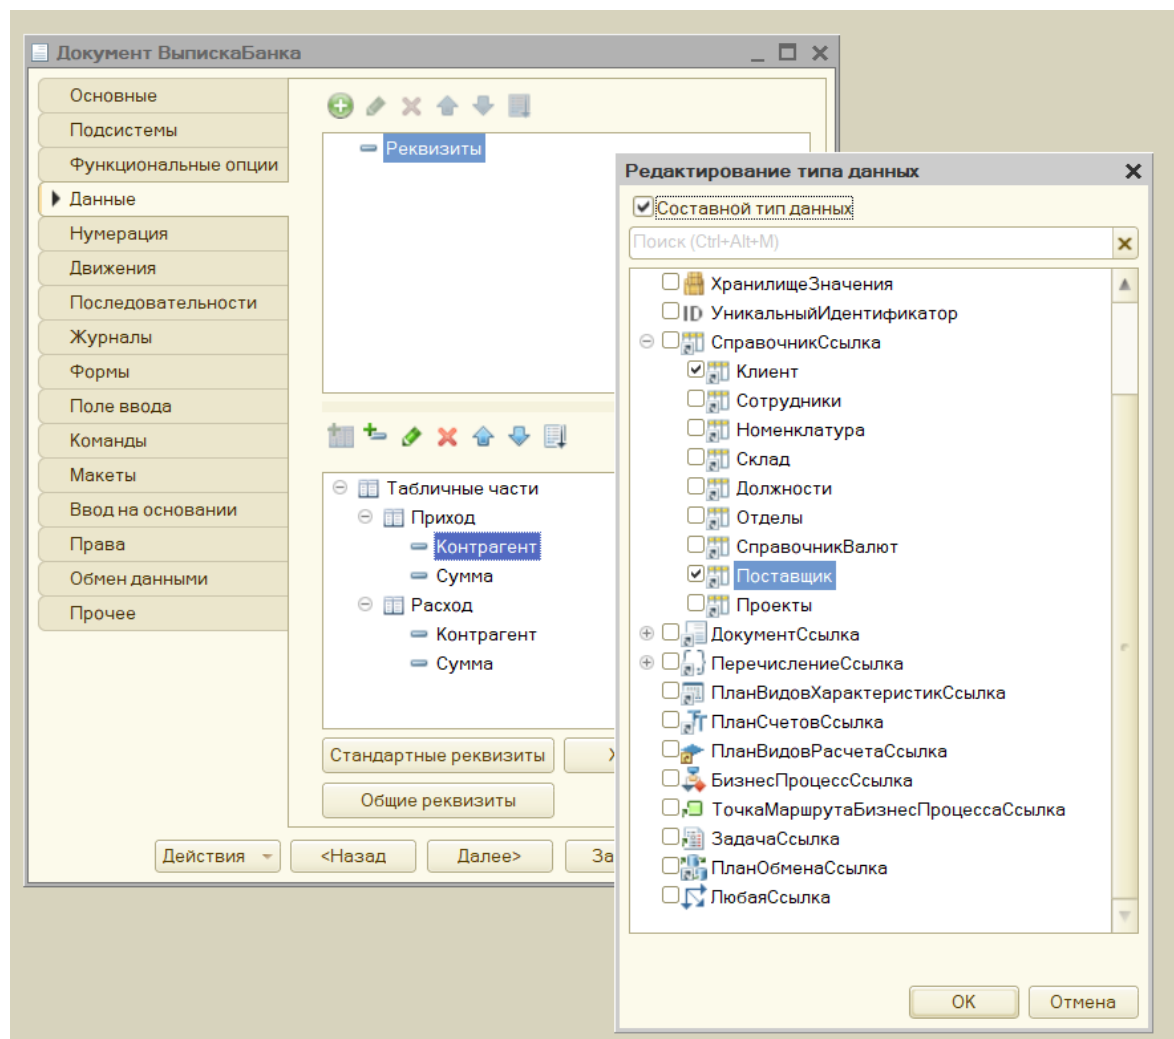 Документ ВыпискаБанка
Основные
Подсистемы
Функциональные опции
Данные
Нумерация
Движения
Последовательности
Журналы
Формы
Поле ввода
Команды
Макеты
Ввод на основании
Права
Обмен данными
Прочее
Реквизиты
Табличные части
Приход
Контрагент
Сумма
Расход
Контрагент
Сумма
Стандартные реквизиты
Общие реквизиты
Действия
<Назад
Далее>
За
Редактирование типа данных
Составной тип данных
Поиск (Ctrl+Alt+M)
ХранилищеЗначения
ID УникальныйИдентификатор
СправочникСсылка
Клиент
Сотрудники
Номенклатура
Склад
Должности
Отделы
СправочникВалют
Поставщик
Проекты
ДокументСсылка
ПеречислениеСсылка
ПланВидовХарактеристикСсылка
ПланСчетовСсылка
ПланВидовРасчетаСсылка
БизнесПроцессСсылка
ТочкаМаршрутаБизнесПроцессаСсылка
ЗадачаСсылка
ПланОбменаСсылка
ЛюбаяСсылка
ОК
Отмена